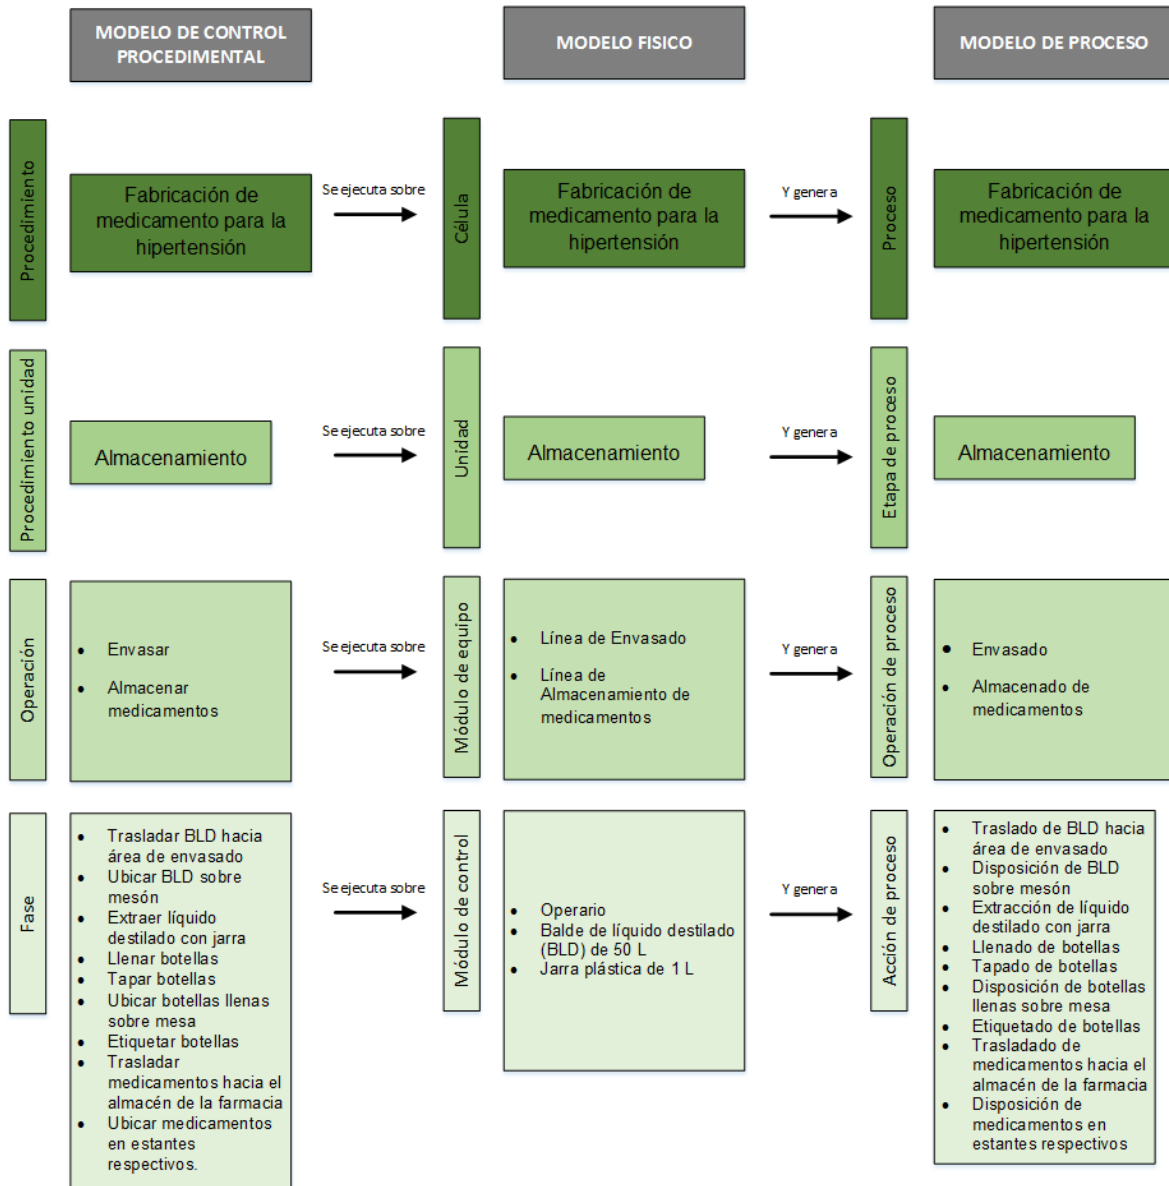 MODELO DE CONTROL
PROCEDIMENTAL
MODELO FISICO
MODELO DE PROCESO
Procedimiento
Fabricación de
medicamento para la
hipertensión
Se ejecuta sobre
Célula
Fabricación de
medicamento para la
hipertensión
Y genera
Proceso
Fabricación de
medicamento para la
hipertensión
Procedimiento unidad
Almacenamiento
Se ejecuta sobre
Unidad
Almacenamiento
Y genera
Etapa de proceso
Almacenamiento
Operación
• Envasar
• Almacenar
medicamentos
Se ejecuta sobre
Módulo de equipo
• Línea de Envasado
• Línea de
Almacenamiento de
medicamentos
Y genera
Operación de proceso
• Envasado
• Almacenado de
medicamentos
Fase
• Trasladar BLD hacia
área de envasado
• Ubicar BLD sobre
mesón
• Extraer líquido
destilado con jarra
• Llenar botellas
• Tapar botellas
• Ubicar botellas llenas
sobre mesa
• Etiquetar botellas
• Trasladar
medicamentos hacia el
almacén de la farmacia
• Ubicar medicamentos
en estantes
respectivos.
Se ejecuta sobre
Módulo de control
• Operario
• Balde de líquido destilado
(BLD) de 50 L
• Jarra plástica de 1 L
Y genera
Acción de proceso
• Traslado de BLD hacia
área de envasado
• Disposición de BLD
sobre mesón
• Extracción de líquido
destilado con jarra
• Llenado de botellas
• Tapado de botellas
• Disposición de botellas
llenas sobre mesa
• Etiquetado de botellas
• Trasladado de
medicamentos hacia el
almacén de la farmacia
• Disposición de
medicamentos en
estantes respectivos